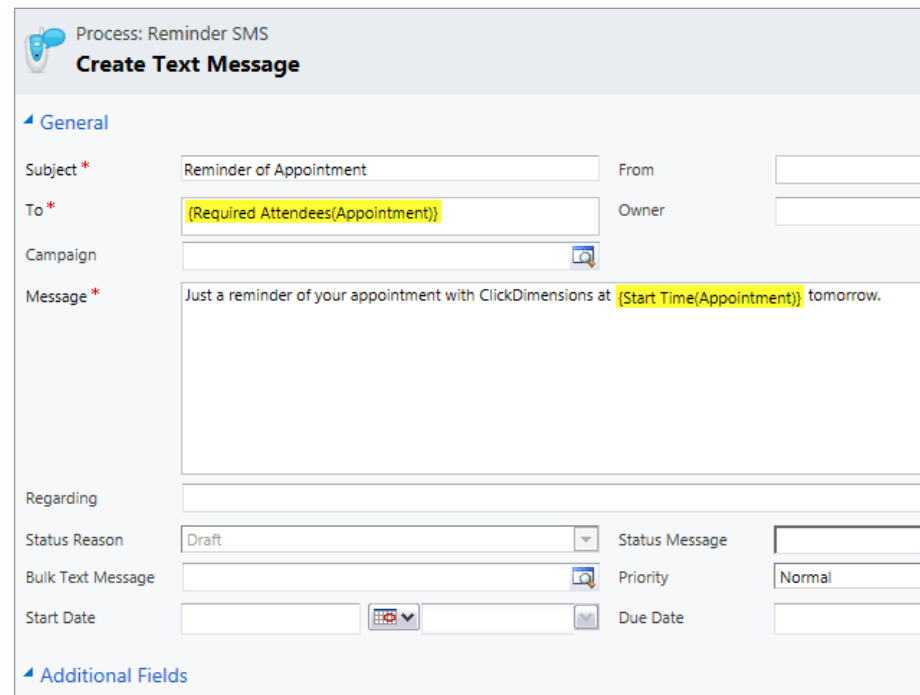 Process: Reminder SMS
Create Text Message
General
Subject * Reminder of Appointment From
To * {Required Attendees(Appointment)} Owner
Campaign
Message * Just a reminder of your appointment with ClickDimensions at {Start Time(Appointment)} tomorrow.
Regarding
Status Reason Draft Status Message
Bulk Text Message Priority Normal
Start Date Due Date
Additional Fields